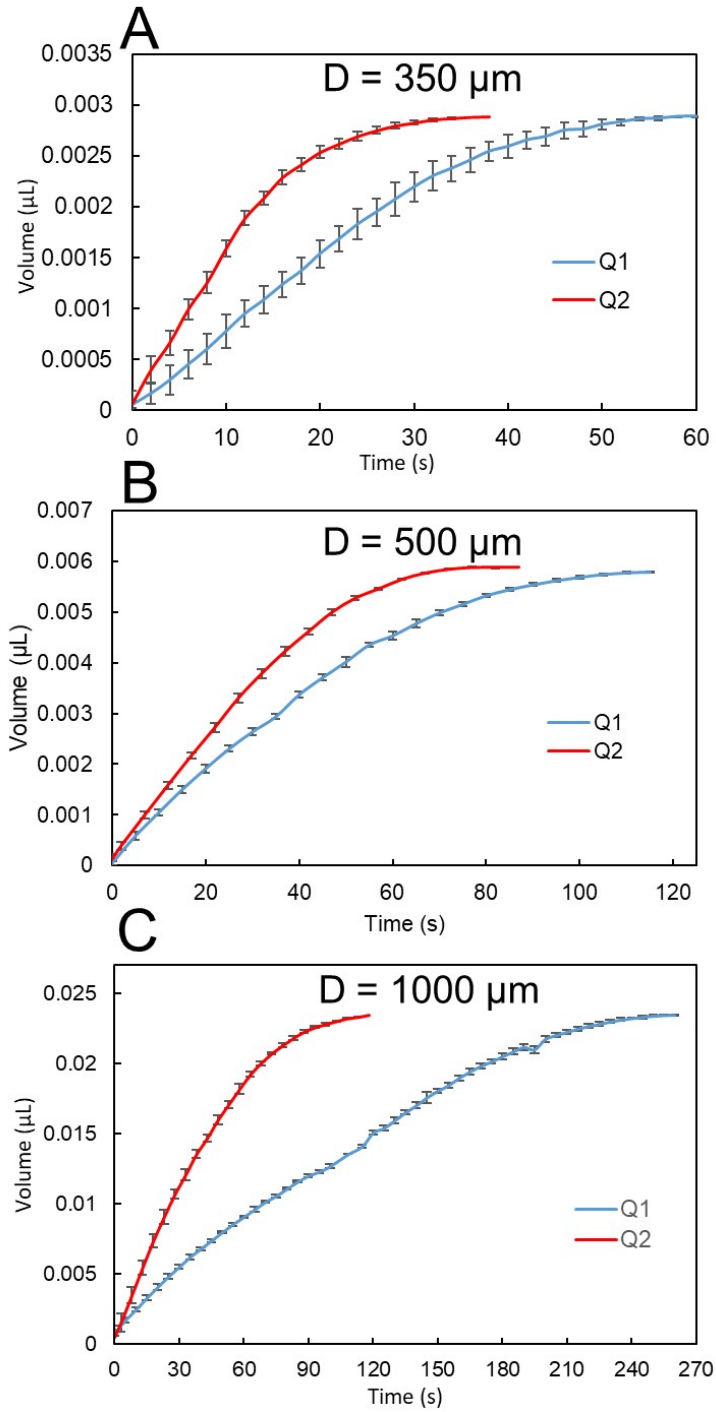 A
D = 350 µm
0.0035
0.003
0.0025
0.002
0.0015
0.001
0.0005
0
Volume (µL)
Q1
Q2
0 10 20 30 40 50 60
Time (s)
B
D = 500 µm
0.007
0.006
0.005
0.004
0.003
0.002
0.001
0
Volume (µL)
Q1
Q2
0 20 40 60 80 100 120
Time (s)
C
D = 1000 µm
0.025
0.02
0.015
0.01
0.005
0
Volume (µL)
Q1
Q2
0 30 60 90 120 150 180 210 240 270
Time (s)